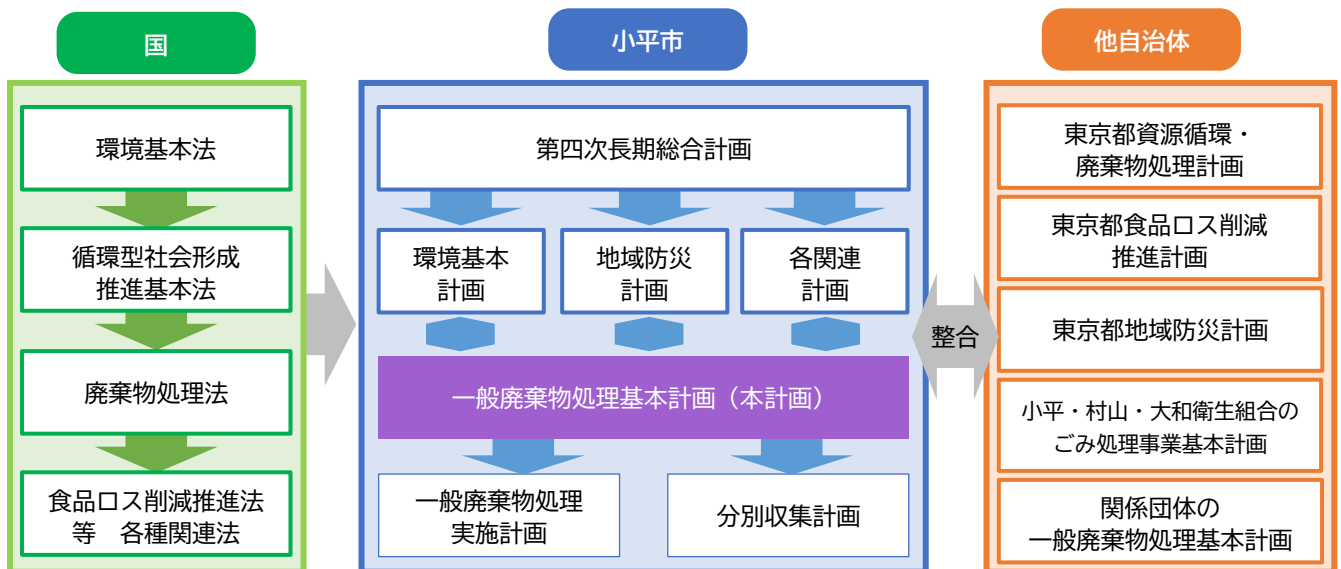 国
環境基本法
循環型社会形成
推進基本法
廃棄物処理法
食品ロス削減推進法
等　各種関連法
小平市
第四次長期総合計画
環境基本
計画
地域防災
計画
各関連
計画
一般廃棄物処理基本計画（本計画）
一般廃棄物処理
実施計画
分別収集計画
整合
他自治体
東京都資源循環・
廃棄物処理計画
東京都食品ロス削減
推進計画
東京都地域防災計画
小平・村山・大和衛生組合の
ごみ処理事業基本計画
関係団体の
一般廃棄物処理基本計画